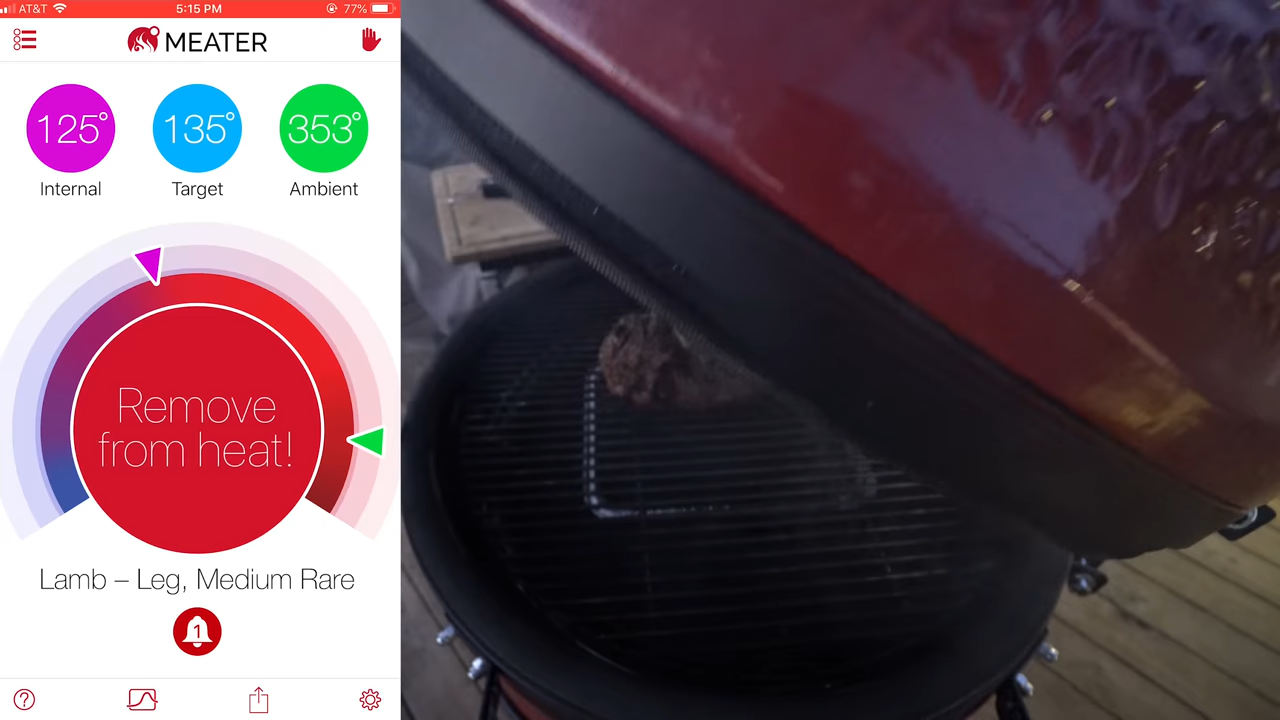 AT&T 5:15 PM 77%
MEATER
125° 135° 353°
Internal Target Ambient
Remove
from heat!
Lamb – Leg, Medium Rare
1
?